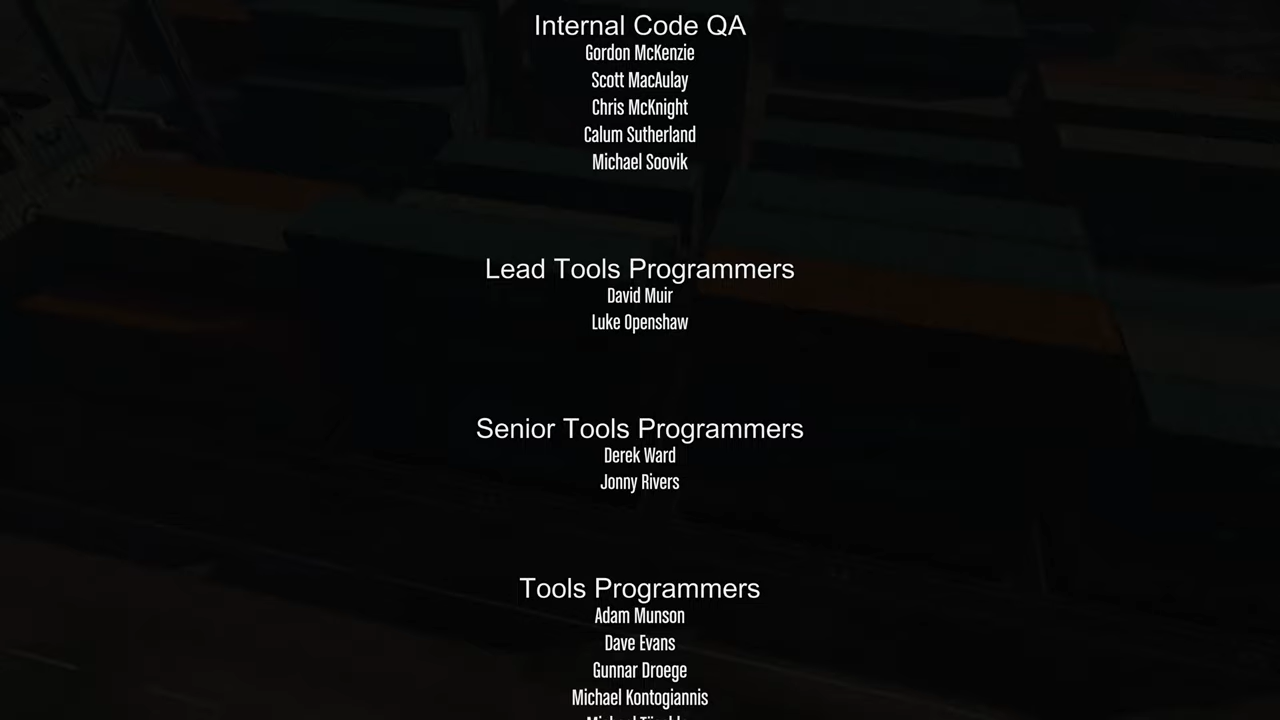 Internal Code QA
Gordon McKenzie
Scott MacAulay
Chris McKnight
Calum Sutherland
Michael Soovik
Lead Tools Programmers
David Muir
Luke Openshaw
Senior Tools Programmers
Derek Ward
Jonny Rivers
Tools Programmers
Adam Munson
Dave Evans
Gunnar Droege
Michael Kontogiannis
Michael